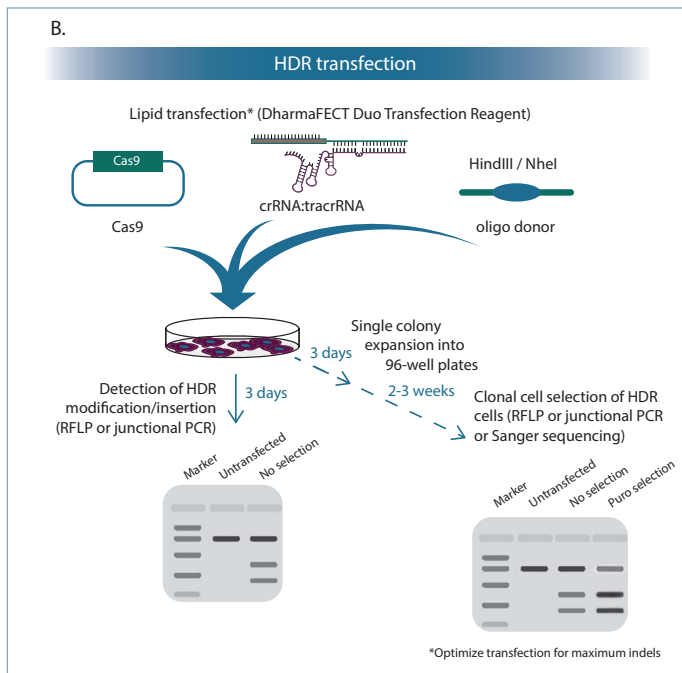 B.
HDR transfection
Lipid transfection* (DharmaFECT Duo Transfection Reagent)
Cas9
Cas9
crRNA:tracrRNA
HindIII / NheI
oligo donor
3 days
Single colony
expansion into
96-well plates
2-3 weeks
Detection of HDR
modification/insertion
(RFLP or junctional PCR)
3 days
Clonal cell selection of HDR
cells (RFLP or junctional PCR
or Sanger sequencing)
Marker
Untransfected
No selection
Marker
Untransfected
No selection
Puro selection
*Optimize transfection for maximum indels